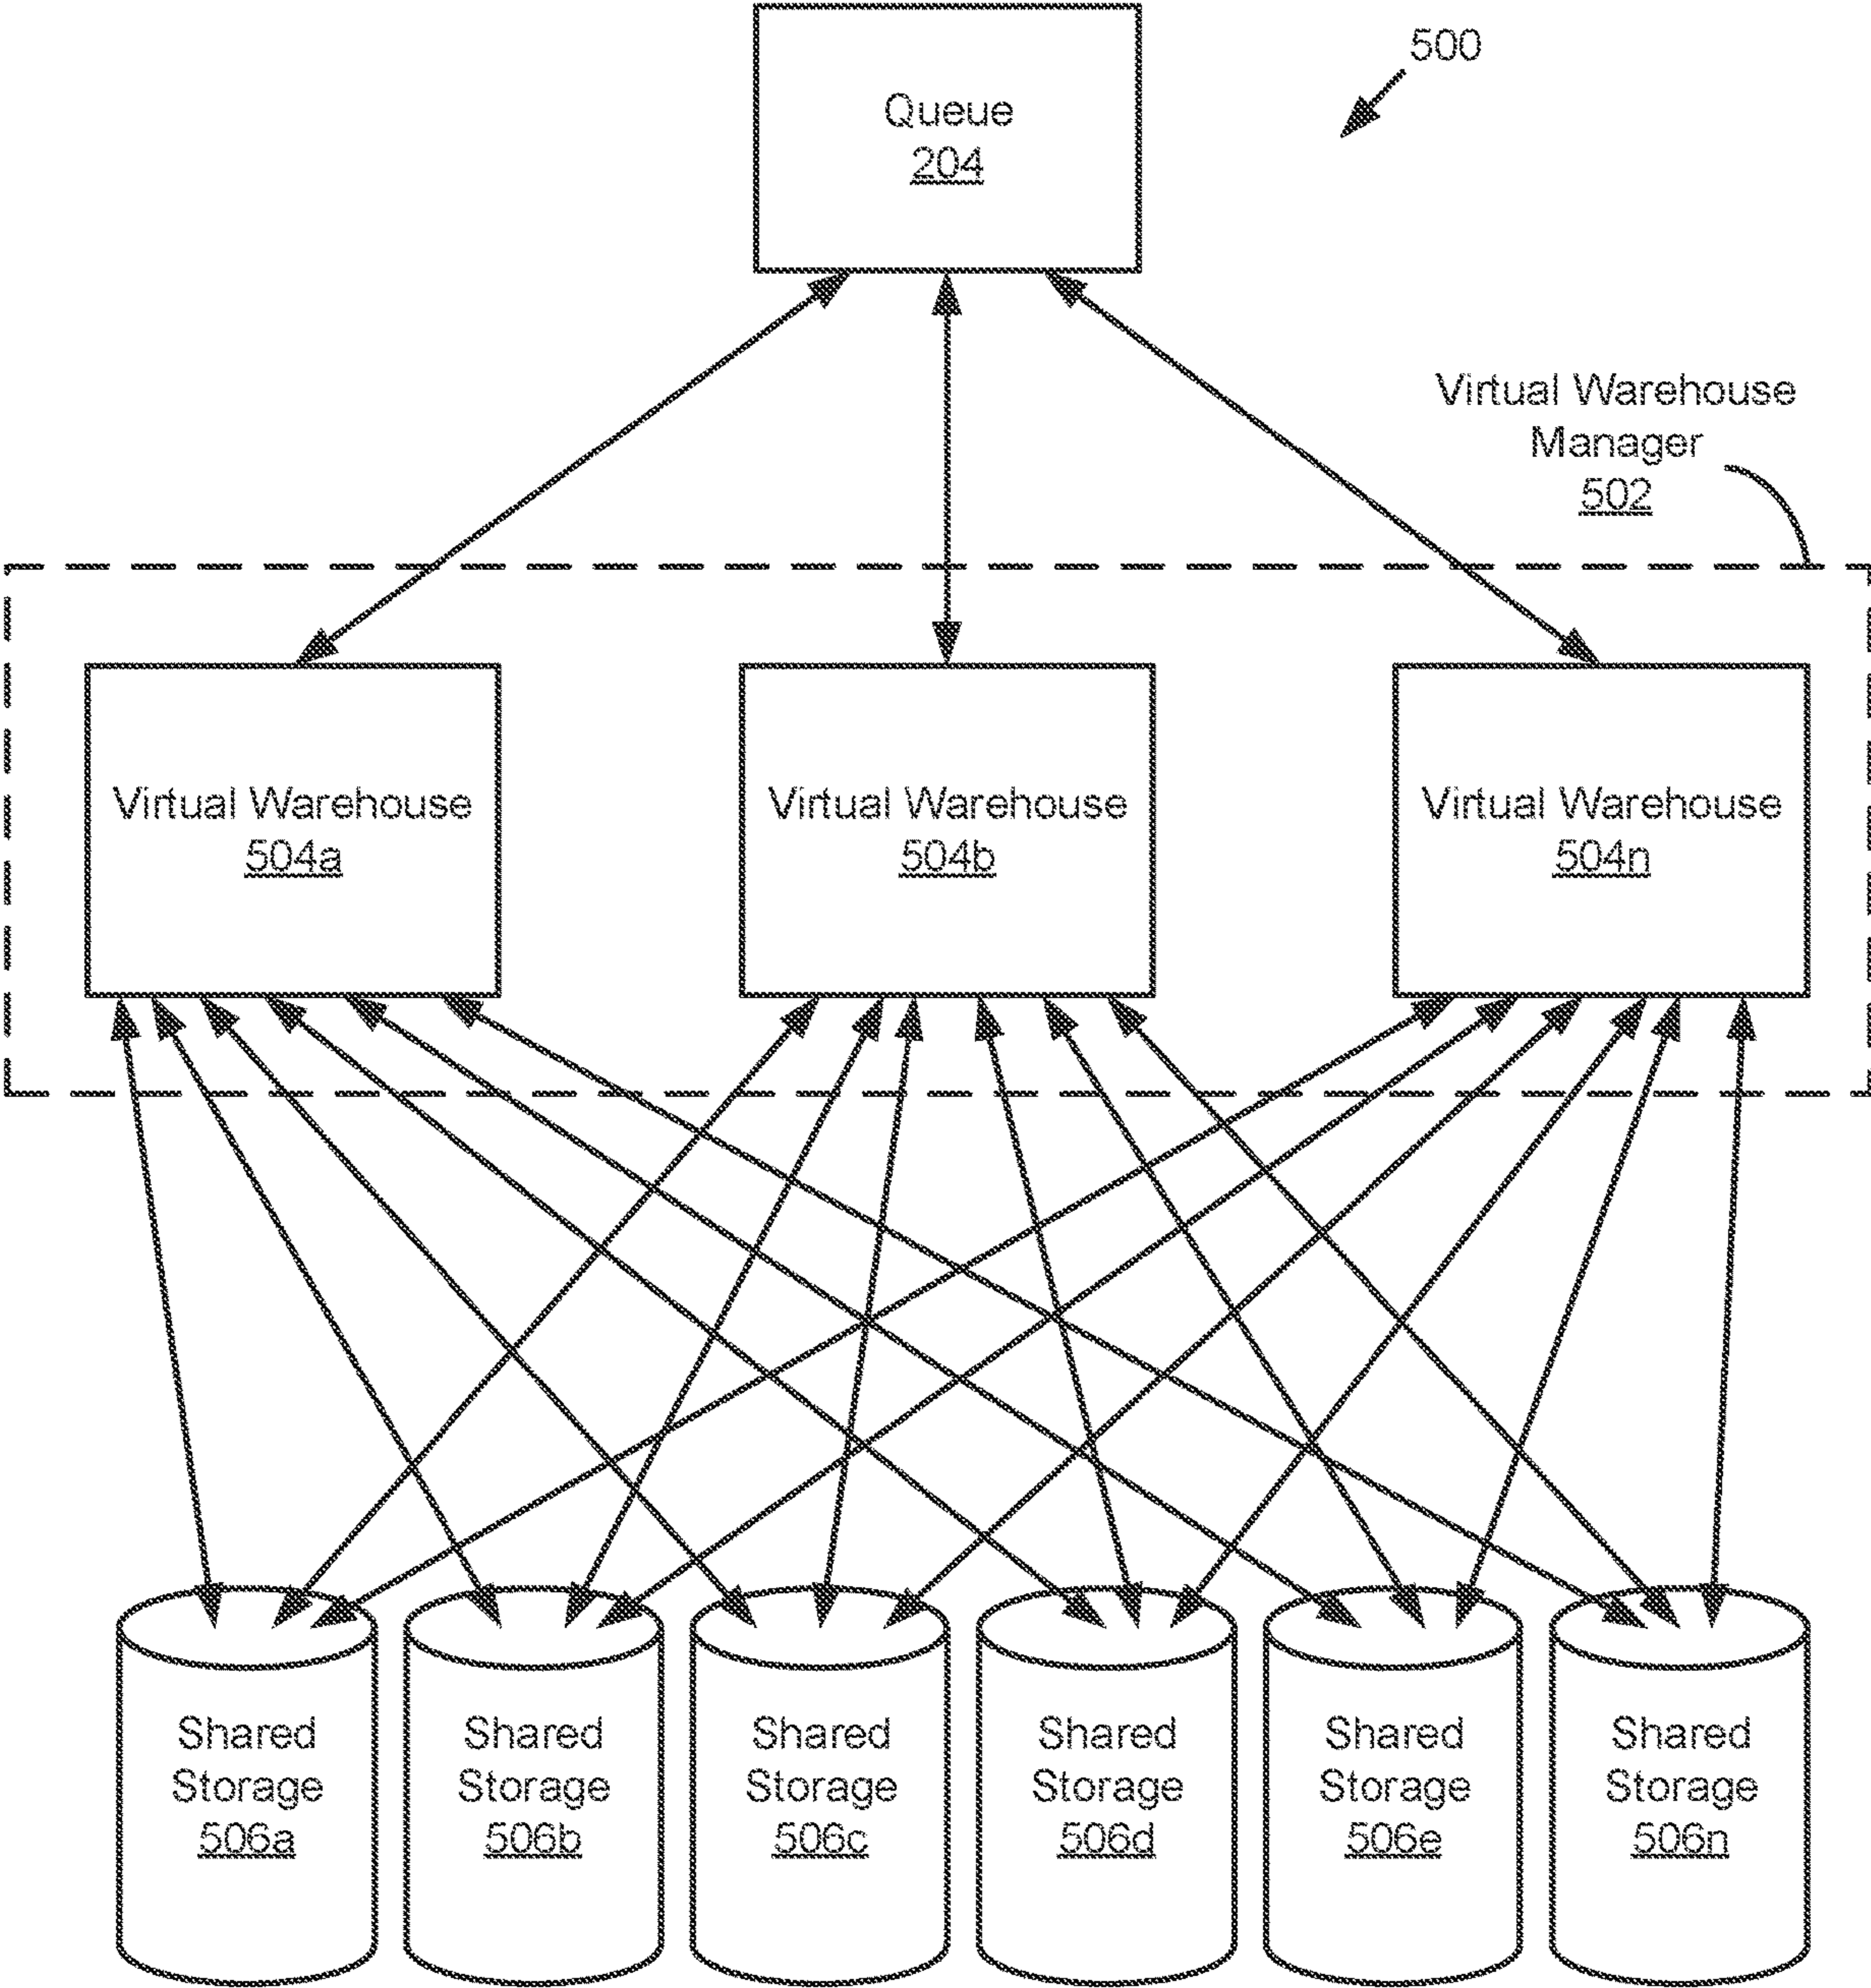 500
Queue
204
Virtual Warehouse
Manager
502
Virtual Warehouse
504a
Virtual Warehouse
504b
Virtual Warehouse
504n
Shared
Storage
506a
Shared
Storage
506b
Shared
Storage
506c
Shared
Storage
506d
Shared
Storage
506e
Shared
Storage
506n